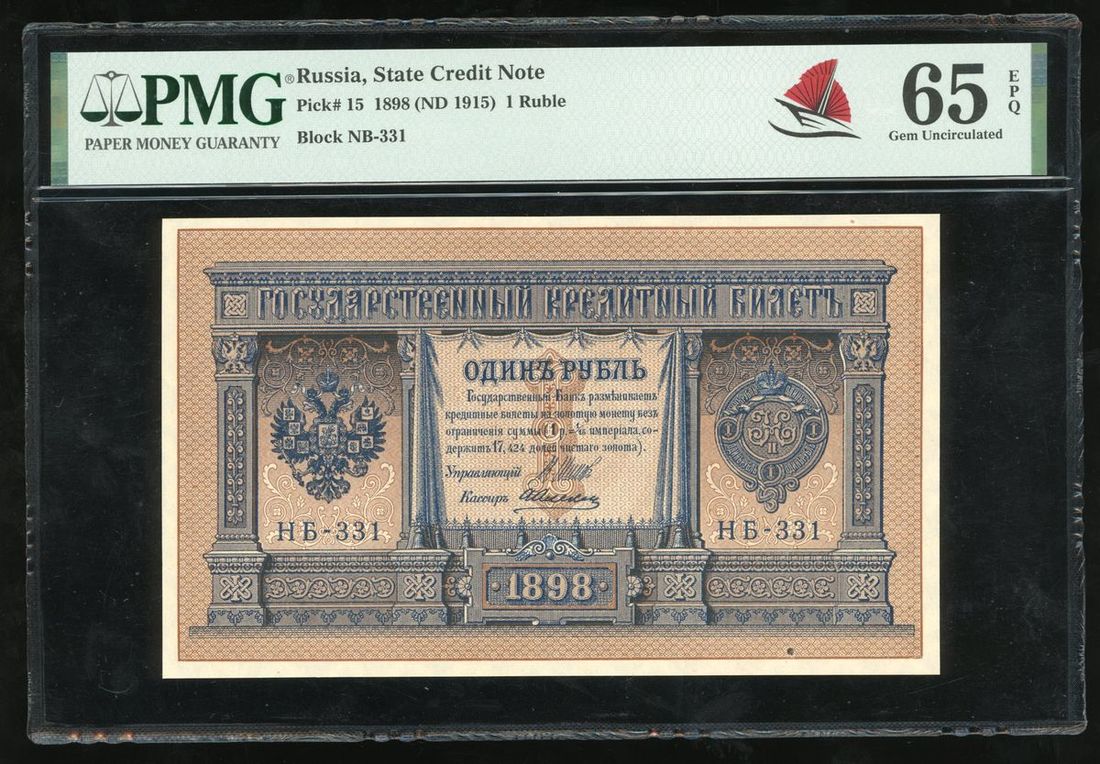 PMG®
PAPER MONEY GUARANTY
Russia, State Credit Note
Pick# 15 1898 (ND 1915) 1 Ruble
Block NB-331
65 EPQ
Gem Uncirculated
ГОСУДАРСТВЕННЫЙ КРЕДИТНЫЙ БИЛЕТЪ
ОДИНЪ РУБЛЬ
Государственный Банкъ размѣниваетъ
кредитные билеты на золотую монету безъ
ограниченія суммы (1 р.=1/15 имперіала, со-
держитъ 17,424 долей чистаго золота).
Управляющій
Кассиръ
НБ-331
НБ-331
1898